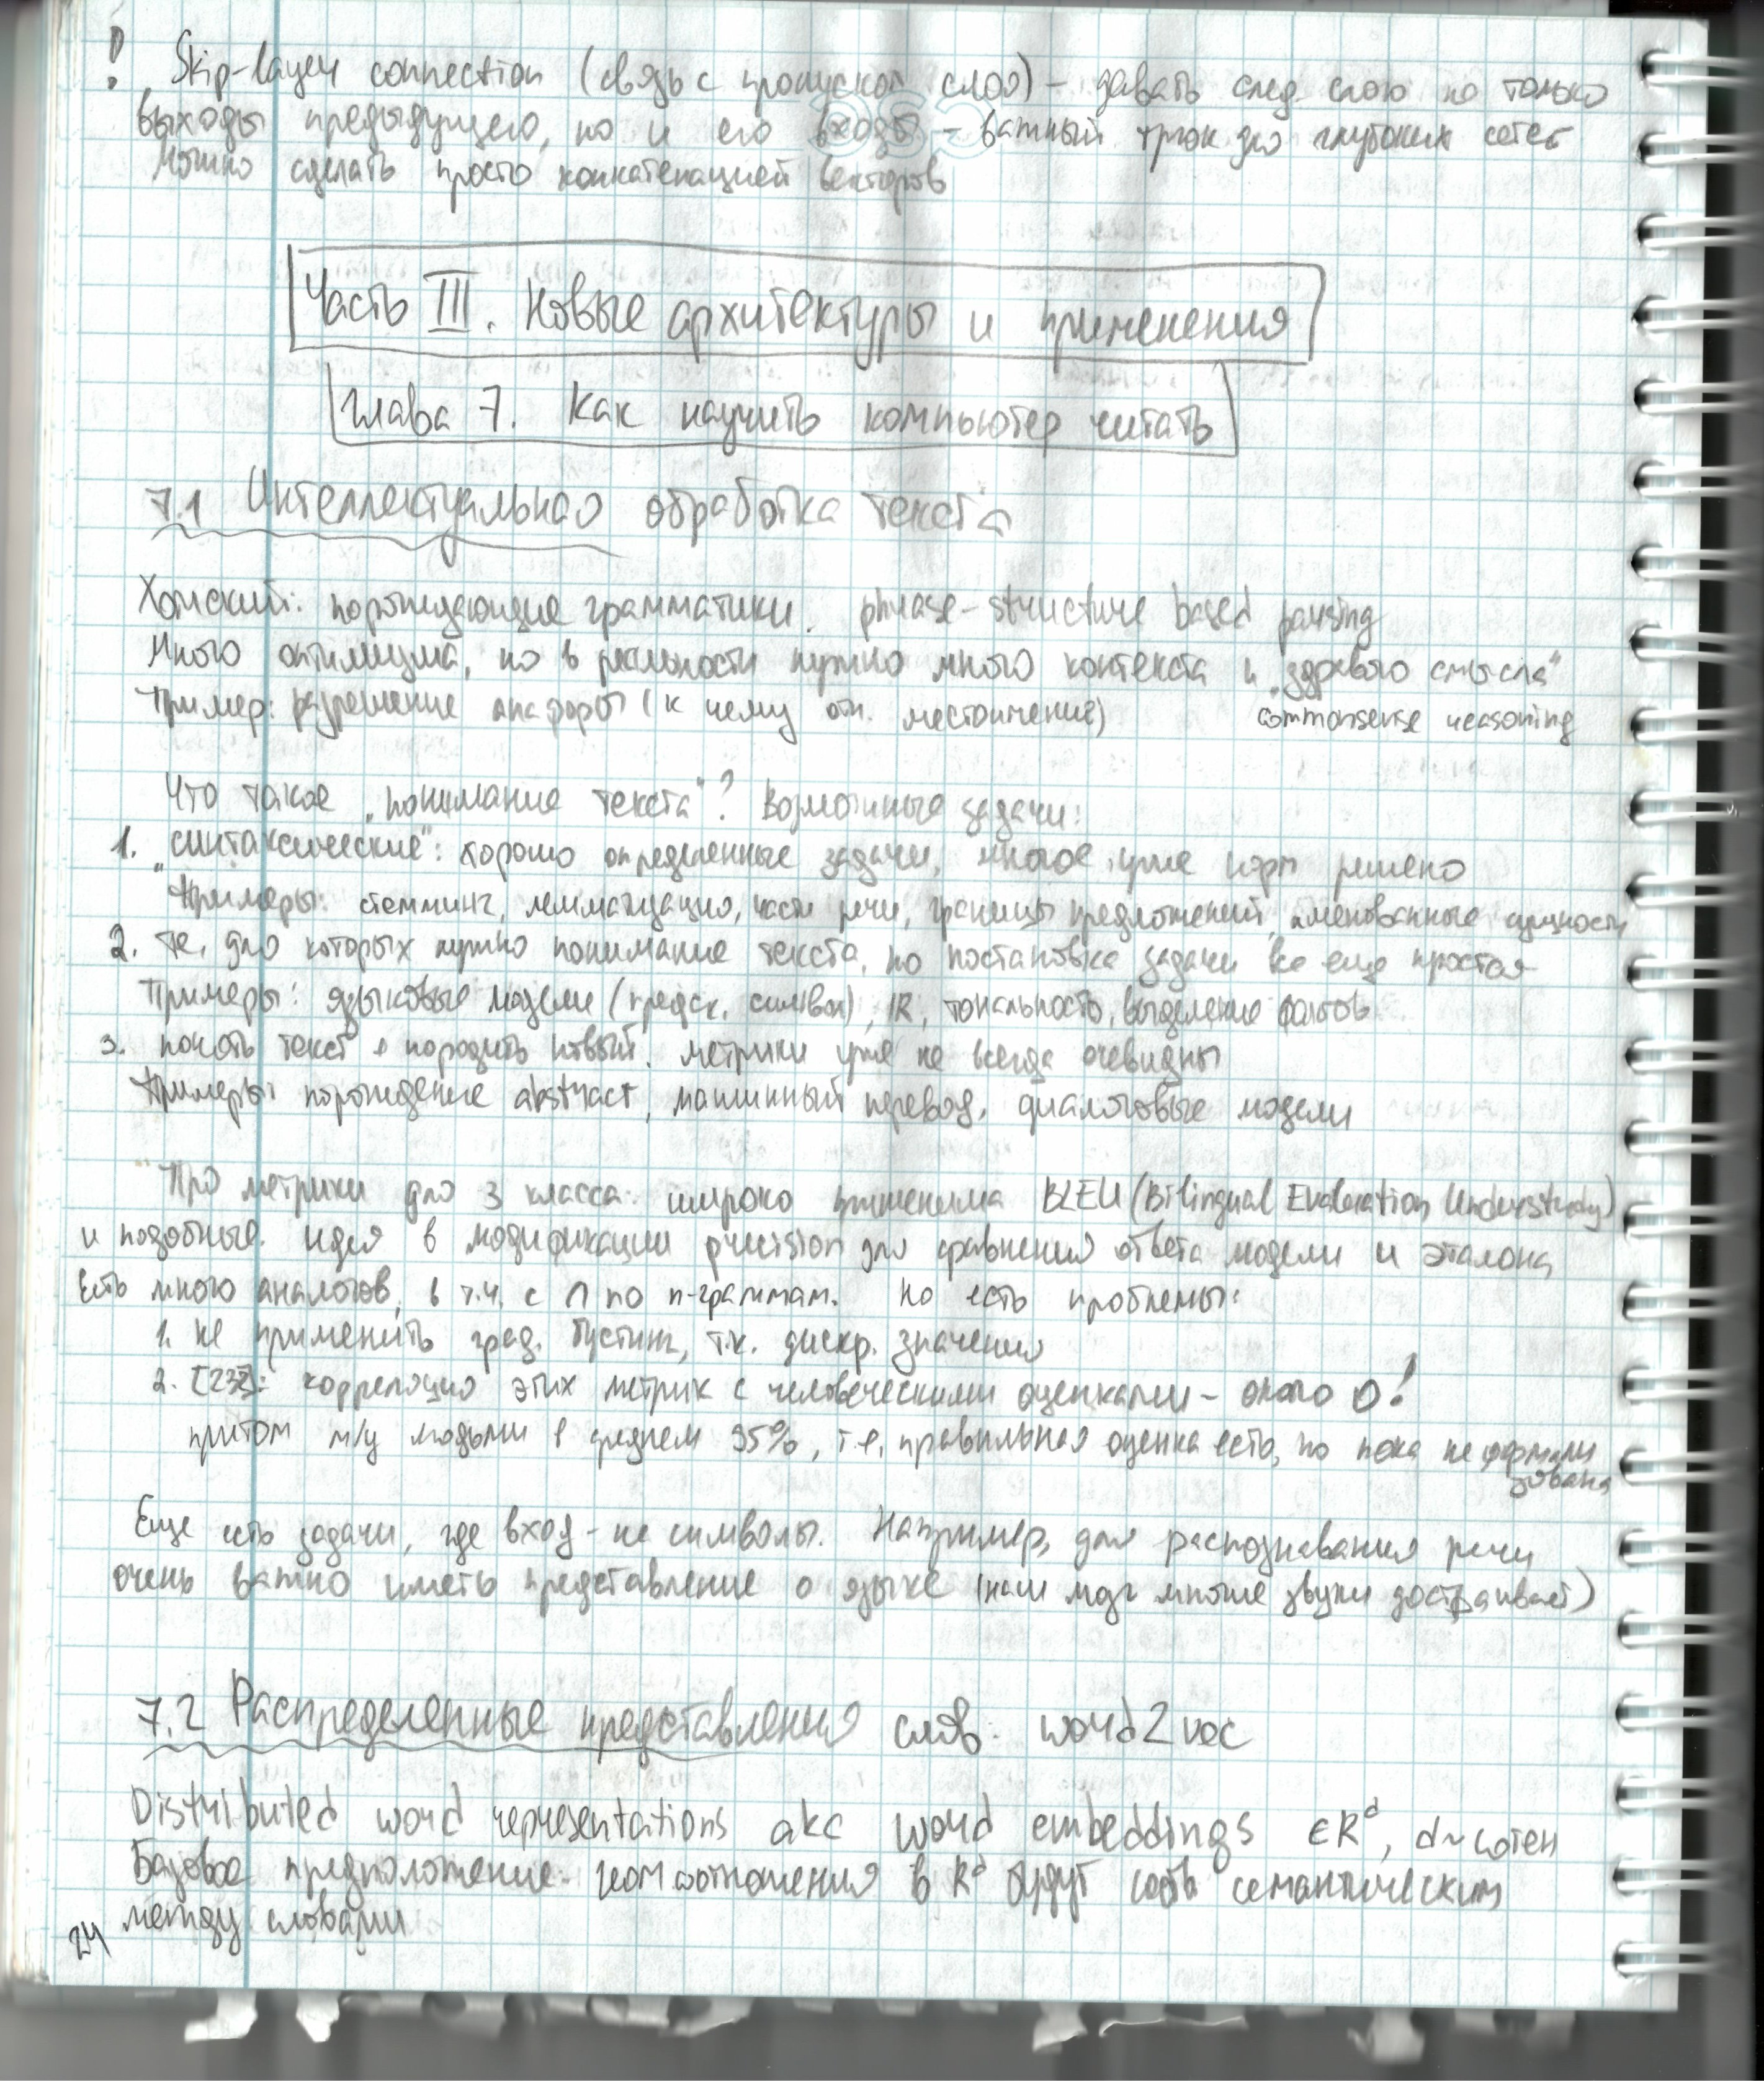 ! Skip-layer connection (связь с пропуском слоя) – давать след. слою не только
выходы предыдущего, но и его входы – важный трюк для глубоких сетей
Можно сделать просто конкатенацией векторов
Часть III. Новые архитектуры и применения
Глава 7. Как научить компьютер читать
7.1 Интеллектуальная обработка текста
Хомский: порождающие грамматики. phrase-structure based parsing
Много оптимизма, но в реальности нужно много контекста и „здравого смысла"
Пример: разрешение анафоры (к чему отн. местоимение) commonsense reasoning
Что такое „понимание текста"? Возможные задачи:
1. „синтаксические": хорошо определенные задачи, многое уже норм решено
Примеры: стемминг, лемматизация, части речи, границы предложений, именованные сущности
2. те, для которых нужно понимание текста, но постановка задачи все еще простая
Примеры: языковые модели (предск. символ), IR, тональность, выделение фактов
3. понять текст и породить новый. метрики уже не всегда очевидны
Примеры: порождение abstract, машинный перевод, диалоговые модели
Про метрики для 3 класса: широко применима BLEU (Bilingual Evaluation Understudy)
и подобные. идея в модификации precision для сравнения ответа модели и эталона
Есть много аналогов, в т.ч. с ∩ по n-граммам. Но есть проблемы:
1. не применить град. бустинг, т.к. дискр. значения
2. [237]: корреляция этих метрик с человеческими оценками – около 0!
притом м/у людьми в среднем 95%, т.е. правильная оценка есть, но пока не формали
зована
Еще есть задачи, где вход – не символы. Например, для распознавания речи
очень важно иметь представление о языке (наш мозг многие звуки достраивает)
7.2 Распределенные представления слов. word2vec
Distributed word representations aka word embeddings ∈ R^d, d ~ сотен
Базовое предположение: геом соотношения в R^d будут соотв семантическим
между словами
24